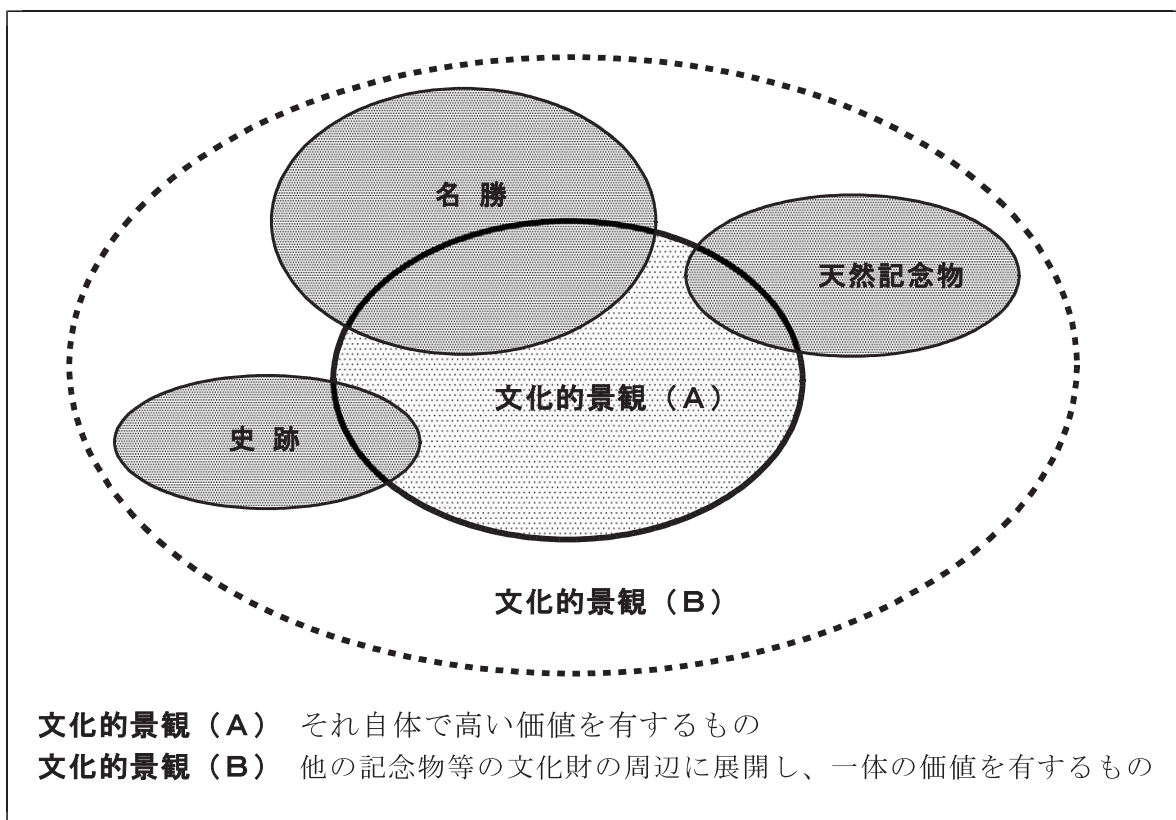 名 勝
天然記念物
文化的景観（A）
史 跡
文化的景観（B）
文化的景観（A） それ自体で高い価値を有するもの
文化的景観（B） 他の記念物等の文化財の周辺に展開し、一体の価値を有するもの